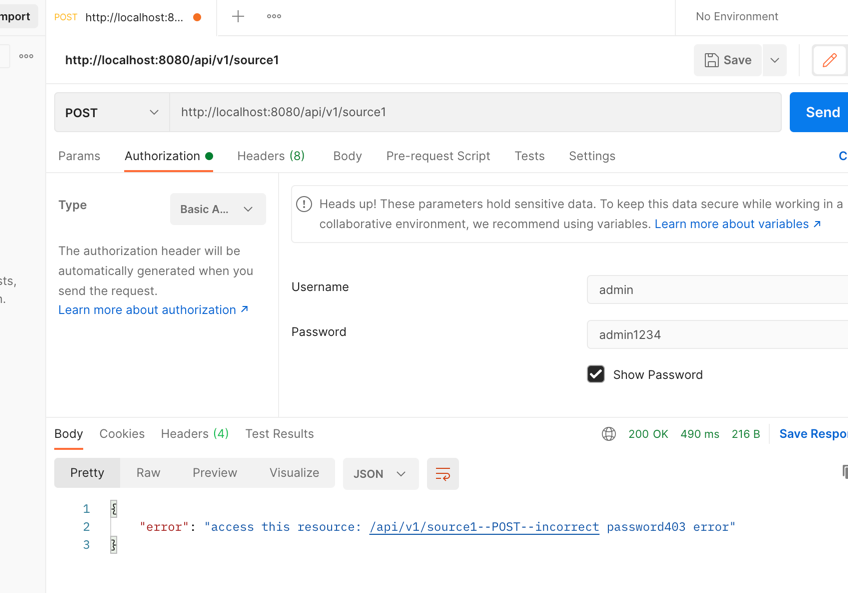 mport
POST http://localhost:8...
No Environment
http://localhost:8080/api/v1/source1
Save
POST
http://localhost:8080/api/v1/source1
Send
Params
Authorization
Headers (8)
Body
Pre-request Script
Tests
Settings
C
Type
Basic A...
Heads up! These parameters hold sensitive data. To keep this data secure while working in a
collaborative environment, we recommend using variables. Learn more about variables ↗
The authorization header will be
automatically generated when you
send the request.
Learn more about authorization ↗
sts,
n.
Username
admin
Password
admin1234
Show Password
Body
Cookies
Headers (4)
Test Results
200 OK
490 ms
216 B
Save Respo
Pretty
Raw
Preview
Visualize
JSON
1 {
2 "error": "access this resource: /api/v1/source1--POST--incorrect password403 error"
3 }